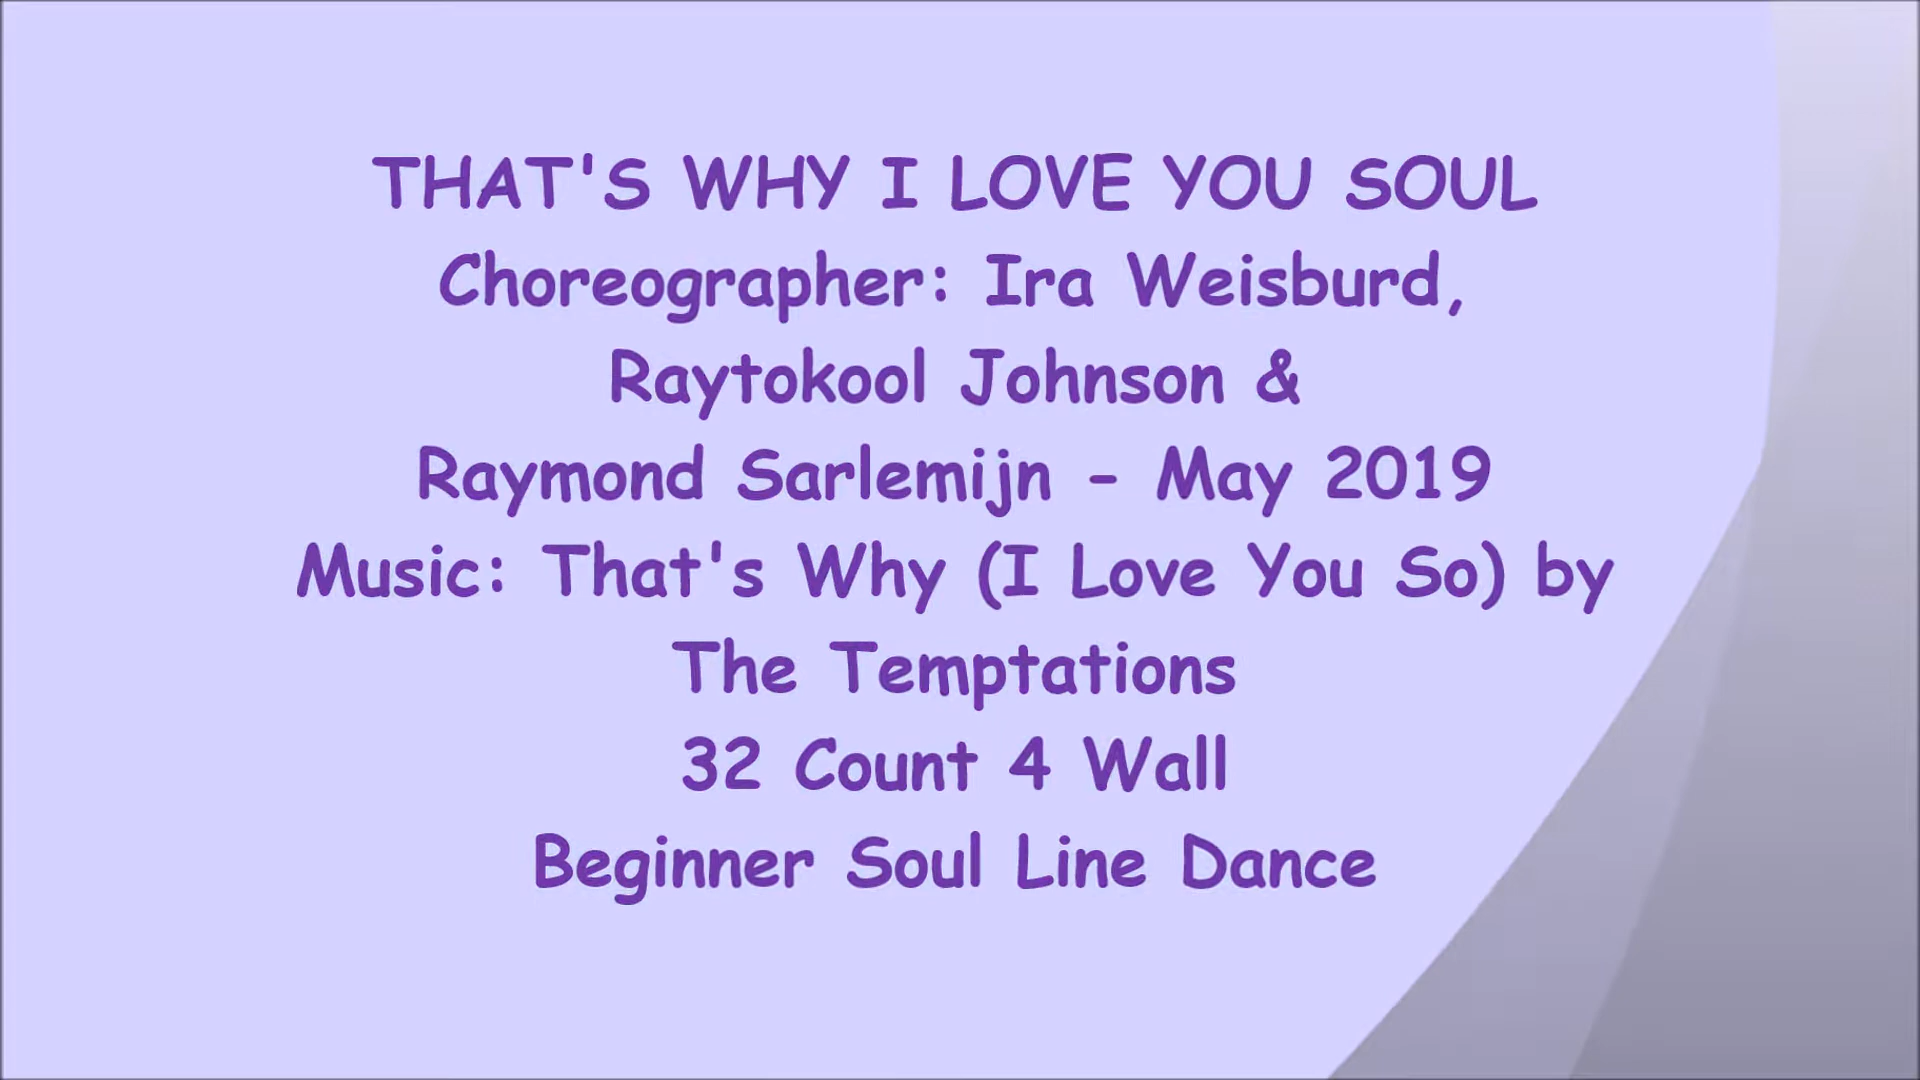 THAT'S WHY I LOVE YOU SOUL
Choreographer: Ira Weisburd,
Raytokool Johnson &
Raymond Sarlemijn - May 2019
Music: That's Why (I Love You So) by
The Temptations
32 Count 4 Wall
Beginner Soul Line Dance